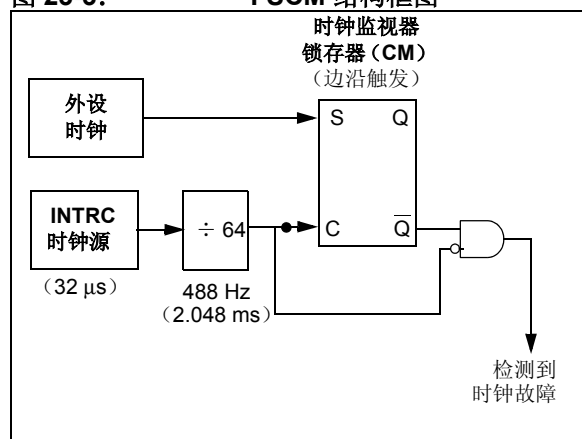 图 23-3: FSCM 结构框图
时钟监视器
锁存器（CM）
（边沿触发）
外设
时钟
S Q
INTRC
时钟源
÷ 64
C Q
（32 μs）
488 Hz
（2.048 ms）
检测到
时钟故障